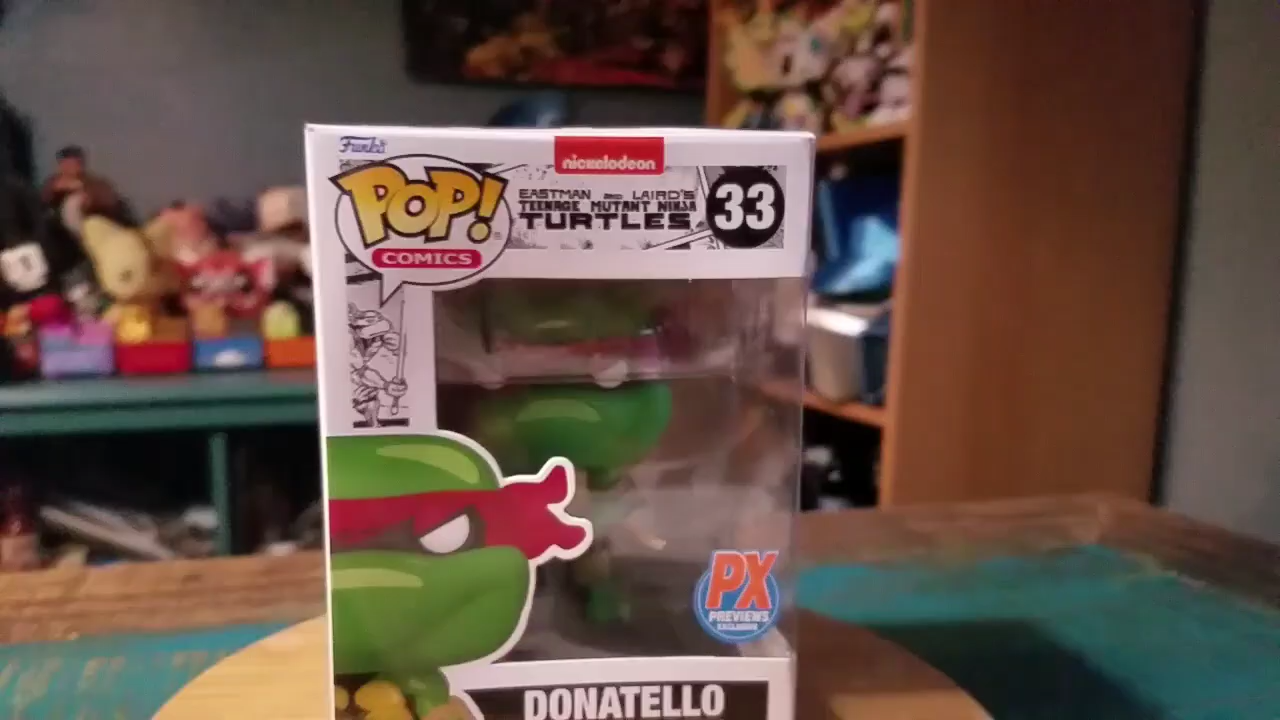 Funko
nickelodeon
POP!
COMICS
EASTMAN AND LAIRD'S
TEENAGE MUTANT NINJA
TURTLES
33
PX
PREVIEWS
EXCLUSIVE
DONATELLO